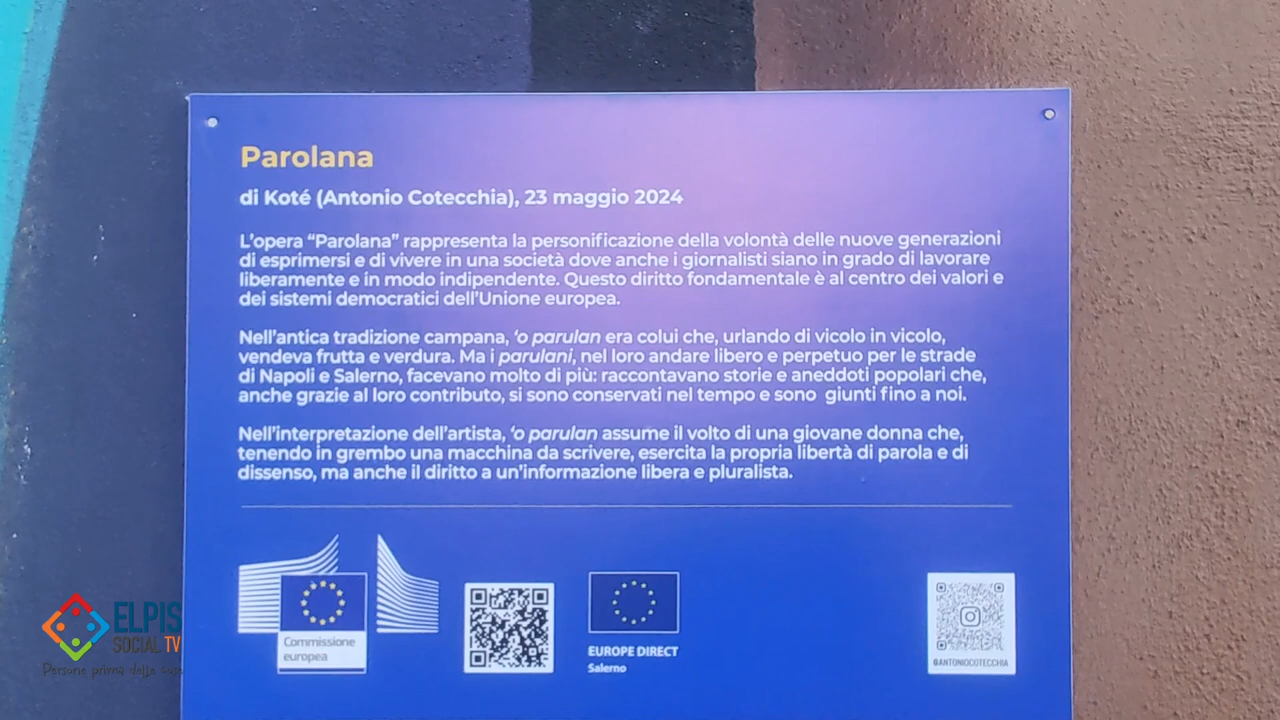 Parolana
di Koté (Antonio Cotecchia), 23 maggio 2024
L'opera “Parolana” rappresenta la personificazione della volontà delle nuove generazioni
di esprimersi e di vivere in una società dove anche i giornalisti siano in grado di lavorare
liberamente e in modo indipendente. Questo diritto fondamentale è al centro dei valori e
dei sistemi democratici dell'Unione europea.
Nell'antica tradizione campana, ‘o parulan era colui che, urlando di vicolo in vicolo,
vendeva frutta e verdura. Ma i parulani, nel loro andare libero e perpetuo per le strade
di Napoli e Salerno, facevano molto di più: raccontavano storie e aneddoti popolari che,
anche grazie al loro contributo, si sono conservati nel tempo e sono giunti fino a noi.
Nell'interpretazione dell'artista, ‘o parulan assume il volto di una giovane donna che,
tenendo in grembo una macchina da scrivere, esercita la propria libertà di parola e di
dissenso, ma anche il diritto a un'informazione libera e pluralista.
Commissione
europea
EUROPE DIRECT
Salerno
@ANTONIOCOTECCHIA
ELPIS
SOCIAL TV
Persone prima delle cose